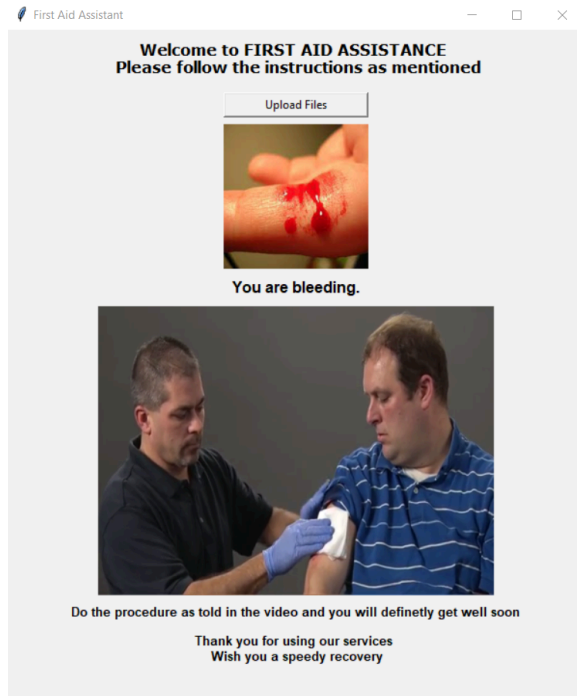 First Aid Assistant
Welcome to FIRST AID ASSISTANCE
Please follow the instructions as mentioned
Upload Files
You are bleeding.
Do the procedure as told in the video and you will definetly get well soon
Thank you for using our services
Wish you a speedy recovery